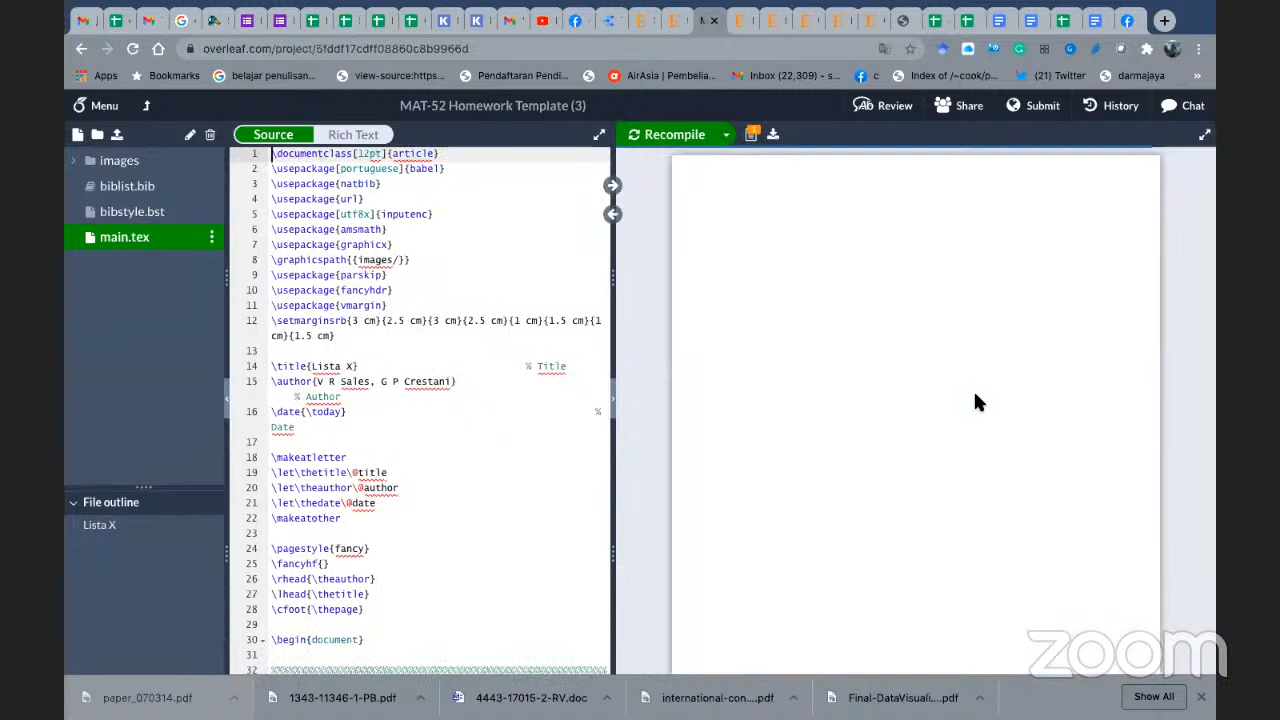 overleaf.com/project/5fddf17cdff08860c8b9966d
Apps
Bookmarks
belajar penulisan...
view-source:https...
Pendaftaran Pendi...
AirAsia | Pembelia...
Inbox (22,309) - s...
c
Index of /~cook/p...
(21) Twitter
darmajaya
»
Menu
MAT-52 Homework Template (3)
Review
Share
Submit
History
Chat
Source
Rich Text
Recompile
images
biblist.bib
bibstyle.bst
main.tex
File outline
Lista X
1 \documentclass[12pt]{article}
2 \usepackage[portuguese]{babel}
3 \usepackage{natbib}
4 \usepackage{url}
5 \usepackage[utf8x]{inputenc}
6 \usepackage{amsmath}
7 \usepackage{graphicx}
8 \graphicspath{{images/}}
9 \usepackage{parskip}
10 \usepackage{fancyhdr}
11 \usepackage{vmargin}
12 \setmarginsrb{3 cm}{2.5 cm}{3 cm}{2.5 cm}{1 cm}{1.5 cm}{1
cm}{1.5 cm}
13
14 \title{Lista X} % Title
15 \author{V R Sales, G P Crestani}
% Author
16 \date{\today} %
Date
17
18 \makeatletter
19 \let\thetitle\@title
20 \let\theauthor\@author
21 \let\thedate\@date
22 \makeatother
23
24 \pagestyle{fancy}
25 \fancyhf{}
26 \rhead{\theauthor}
27 \lhead{\thetitle}
28 \cfoot{\thepage}
29
30 \begin{document}
31
32
zoom
paper_070314.pdf
1343-11346-1-PB.pdf
4443-17015-2-RV.doc
international-con....pdf
Final-DataVisuali....pdf
Show All